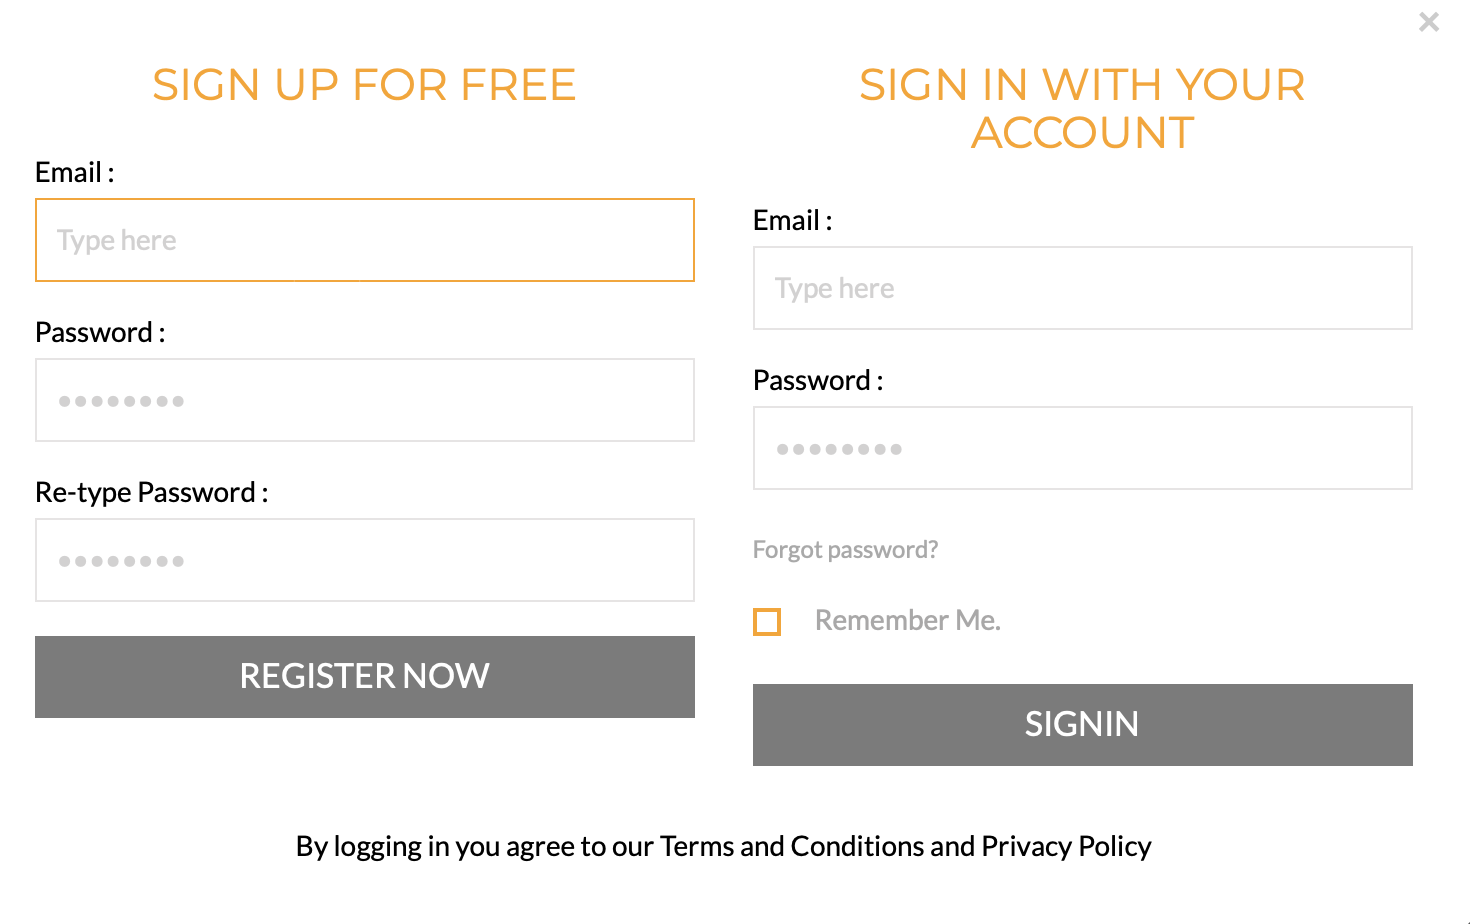 SIGN UP FOR FREE
Email :
Type here
Password :
••••••••
Re-type Password :
••••••••
REGISTER NOW
SIGN IN WITH YOUR
ACCOUNT
Email :
Type here
Password :
••••••••
Forgot password?
Remember Me.
SIGNIN
By logging in you agree to our Terms and Conditions and Privacy Policy